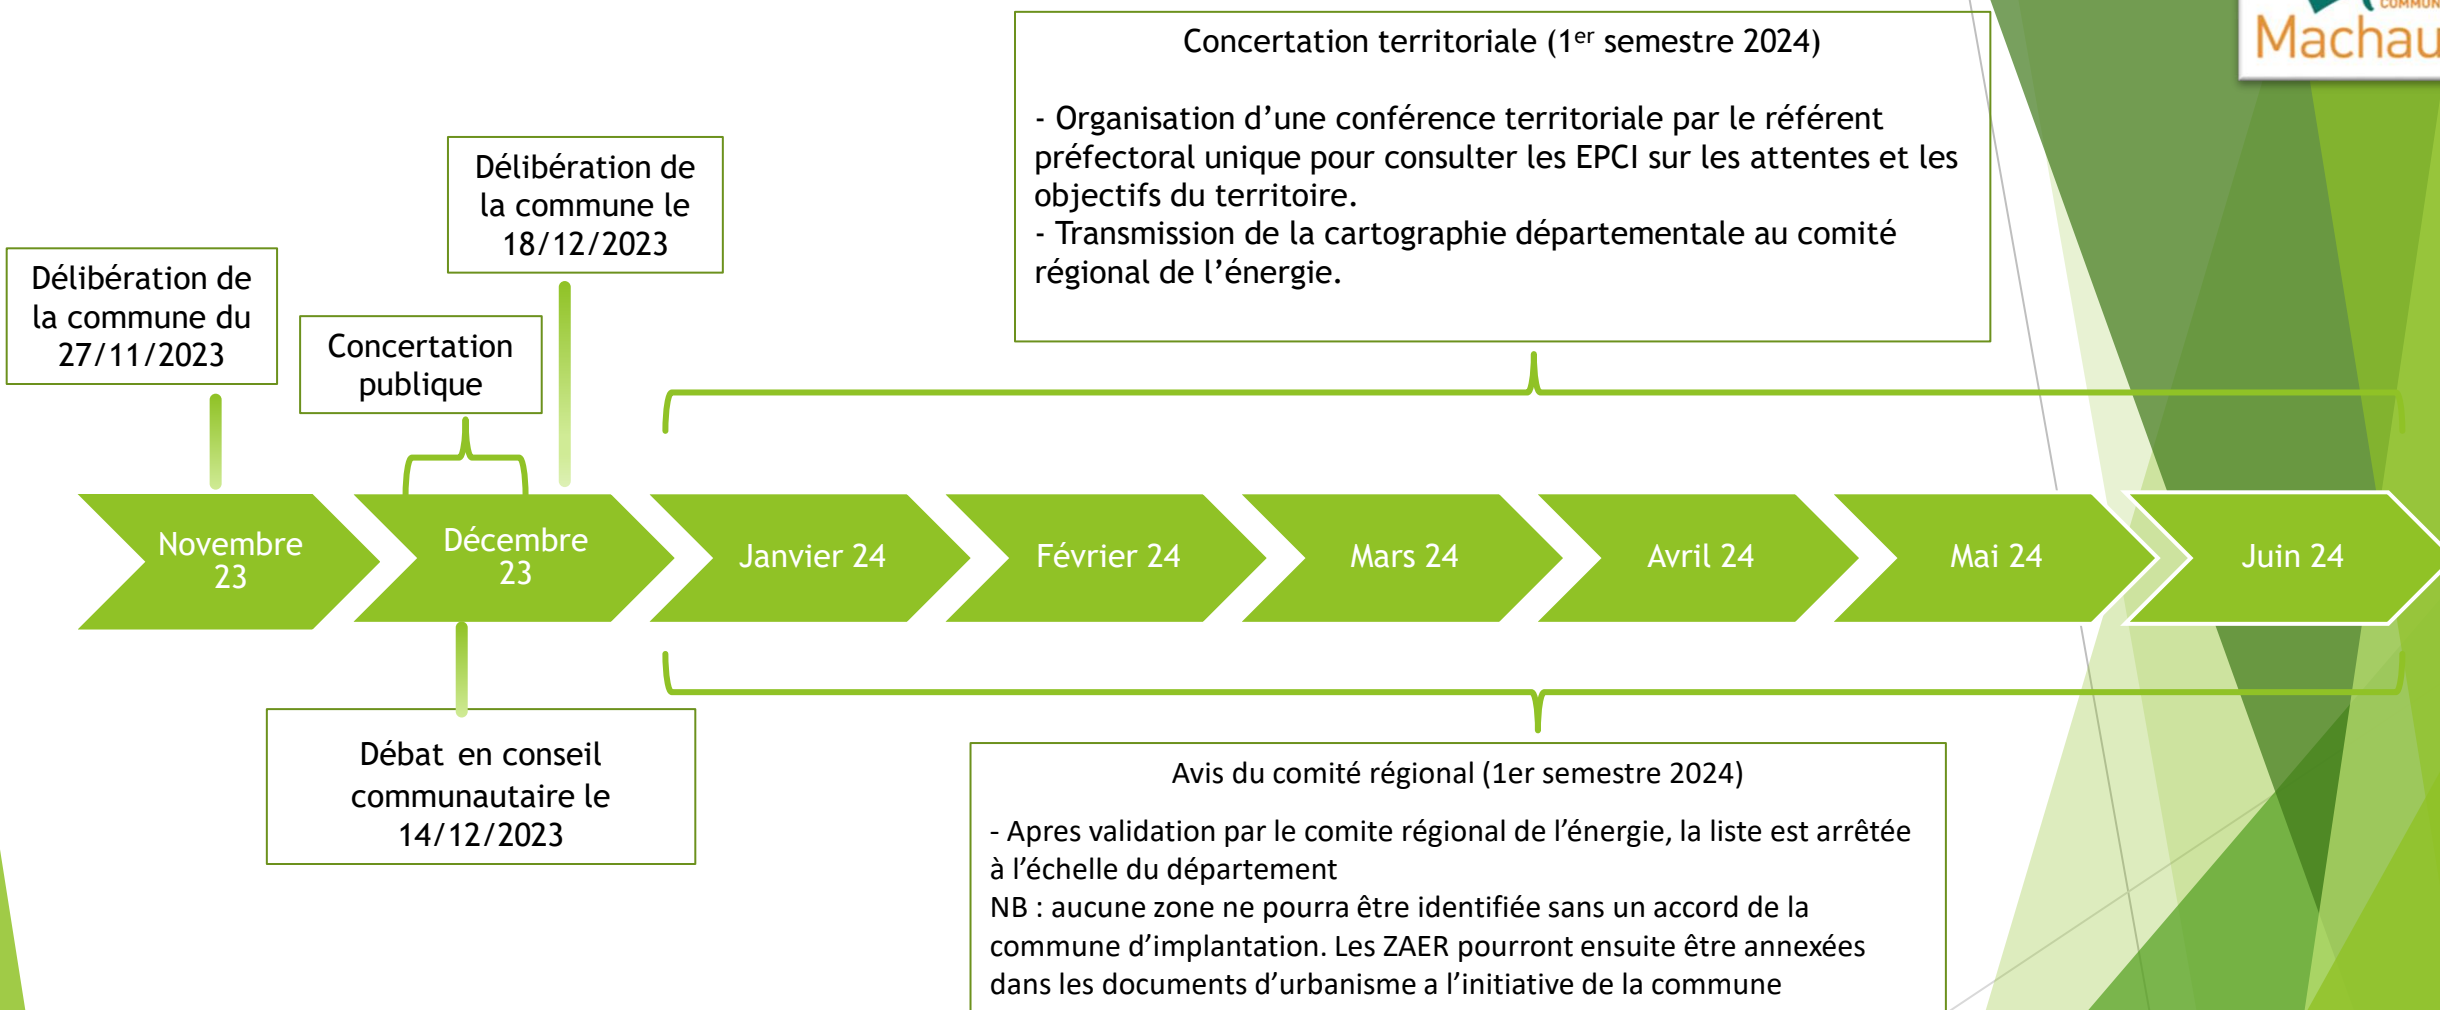 Machau
Concertation territoriale (1er semestre 2024)
- Organisation d’une conférence territoriale par le référent
préfectoral unique pour consulter les EPCI sur les attentes et les
objectifs du territoire.
- Transmission de la cartographie départementale au comité
régional de l’énergie.
Délibération de
la commune le
18/12/2023
Délibération de
la commune du
27/11/2023
Concertation
publique
Novembre
23
Décembre
23
Janvier 24
Février 24
Mars 24
Avril 24
Mai 24
Juin 24
Débat en conseil
communautaire le
14/12/2023
Avis du comité régional (1er semestre 2024)
- Apres validation par le comite régional de l’énergie, la liste est arrêtée
à l’échelle du département
NB : aucune zone ne pourra être identifiée sans un accord de la
commune d’implantation. Les ZAER pourront ensuite être annexées
dans les documents d’urbanisme a l’initiative de la commune